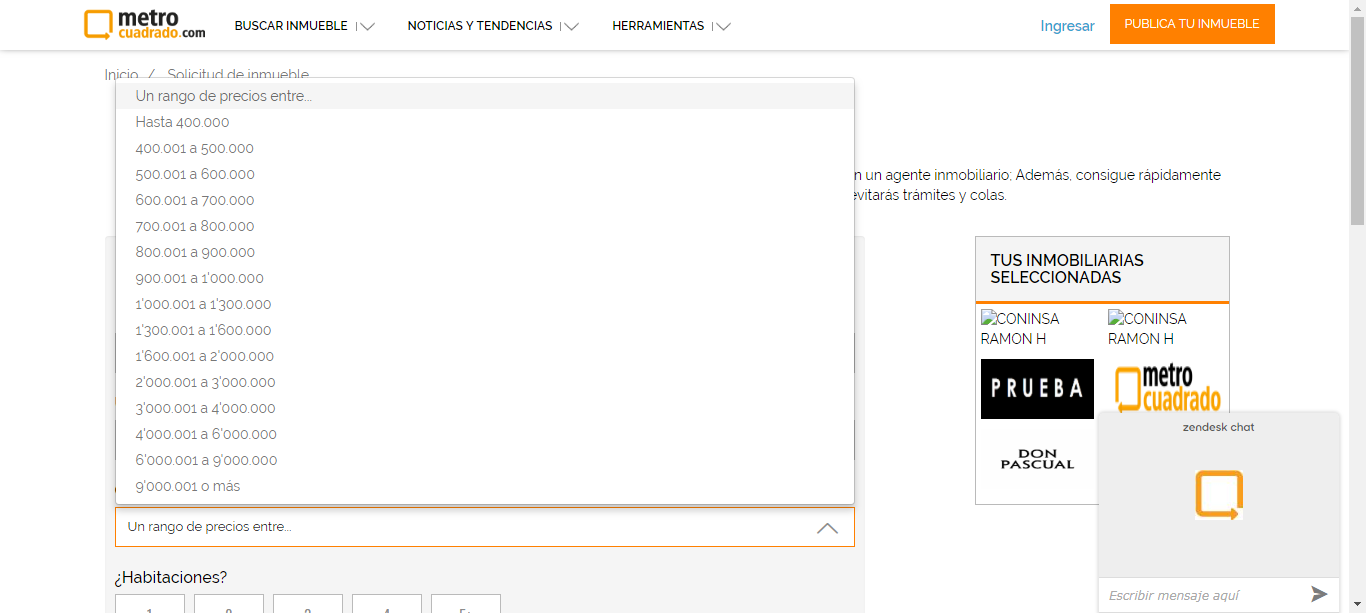 metro
cuadrado.com
BUSCAR INMUEBLE
NOTICIAS Y TENDENCIAS
HERRAMIENTAS
Ingresar
PUBLICA TU INMUEBLE
Inicio / Solicitud de inmueble
Un rango de precios entre...
Hasta 400.000
400.001 a 500.000
500.001 a 600.000
600.001 a 700.000
700.001 a 800.000
800.001 a 900.000
900.001 a 1'000.000
1'000.001 a 1'300.000
1'300.001 a 1'600.000
1'600.001 a 2'000.000
2'000.001 a 3'000.000
3'000.001 a 4'000.000
4'000.001 a 6'000.000
6'000.001 a 9'000.000
9'000.001 o más
n un agente inmobiliario; Además, consigue rápidamente
evitarás trámites y colas.
Un rango de precios entre...
¿Habitaciones?
TUS INMOBILIARIAS
SELECCIONADAS
CONINSA
RAMON H
CONINSA
RAMON H
PRUEBA
metro
cuadrado
DON
PASCUAL
zendesk chat
Escribir mensaje aquí